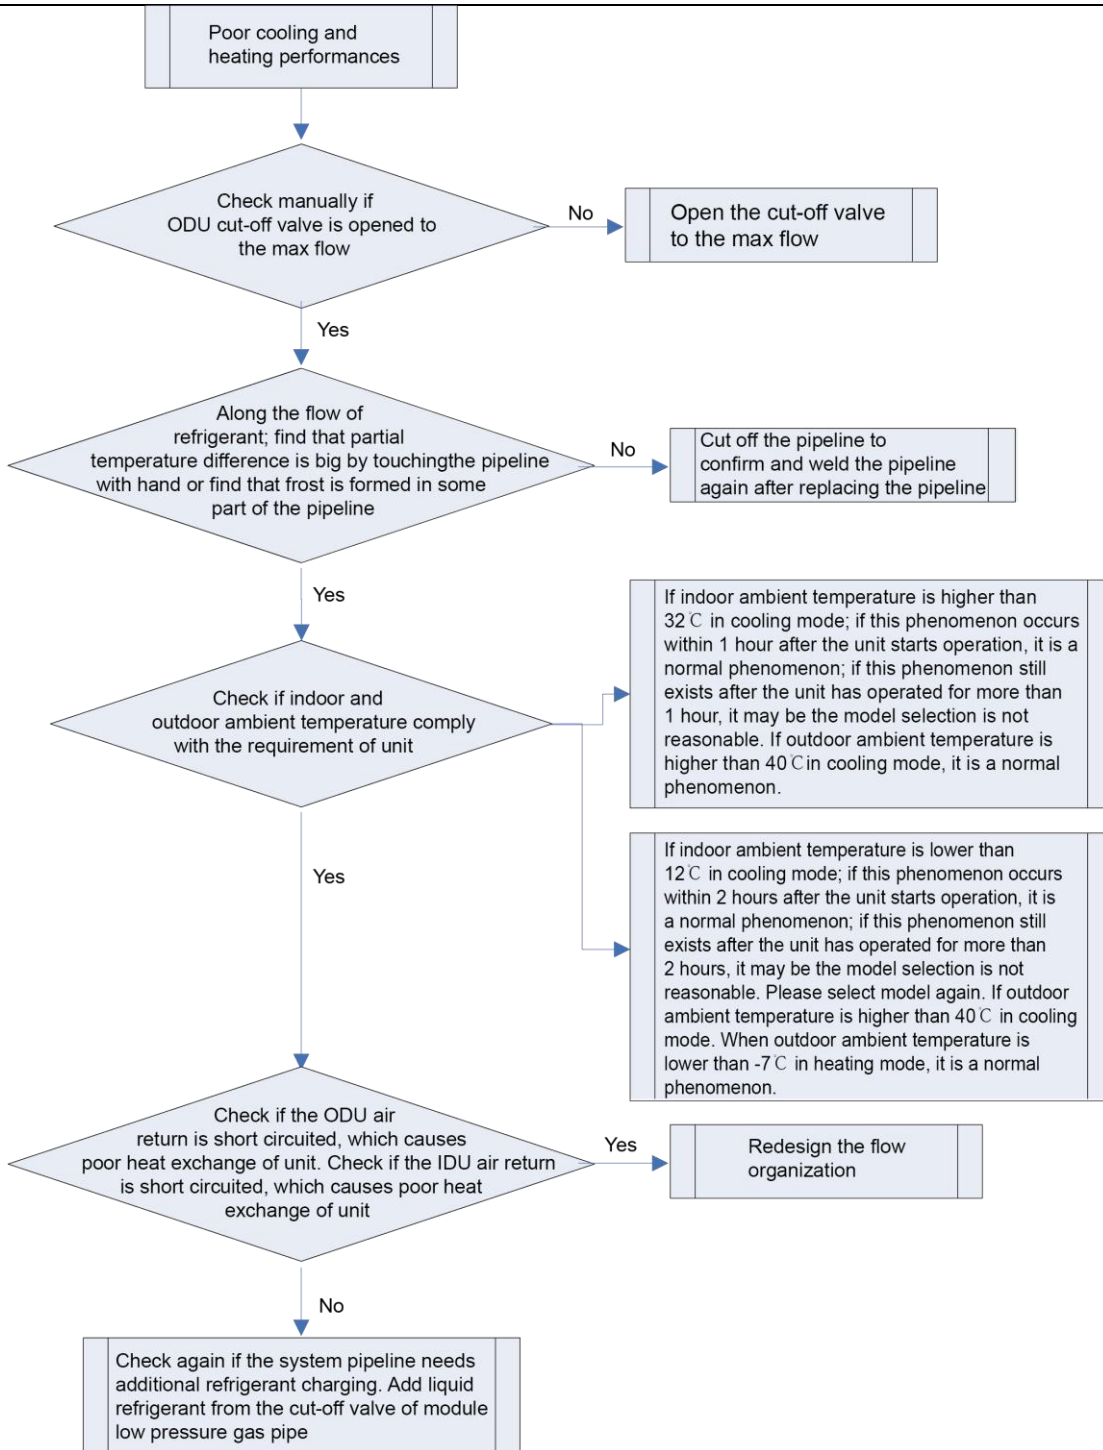 Poor cooling and
heating performances
Check manually if
ODU cut-off valve is opened to
the max flow
No
Open the cut-off valve
to the max flow
Yes
Along the flow of
refrigerant; find that partial
temperature difference is big by touchingthe pipeline
with hand or find that frost is formed in some
part of the pipeline
No
Cut off the pipeline to
confirm and weld the pipeline
again after replacing the pipeline
Yes
Check if indoor and
outdoor ambient temperature comply
with the requirement of unit
If indoor ambient temperature is higher than
32℃ in cooling mode; if this phenomenon occurs
within 1 hour after the unit starts operation, it is a
normal phenomenon; if this phenomenon still
exists after the unit has operated for more than
1 hour, it may be the model selection is not
reasonable. If outdoor ambient temperature is
higher than 40℃in cooling mode, it is a normal
phenomenon.
If indoor ambient temperature is lower than
12℃ in cooling mode; if this phenomenon occurs
within 2 hours after the unit starts operation, it is
a normal phenomenon; if this phenomenon still
exists after the unit has operated for more than
2 hours, it may be the model selection is not
reasonable. Please select model again. If outdoor
ambient temperature is higher than 40℃ in cooling
mode. When outdoor ambient temperature is
lower than -7℃ in heating mode, it is a normal
phenomenon.
Yes
Check if the ODU air
return is short circuited, which causes
poor heat exchange of unit. Check if the IDU air return
is short circuited, which causes poor heat
exchange of unit
Yes
Redesign the flow
organization
No
Check again if the system pipeline needs
additional refrigerant charging. Add liquid
refrigerant from the cut-off valve of module
low pressure gas pipe